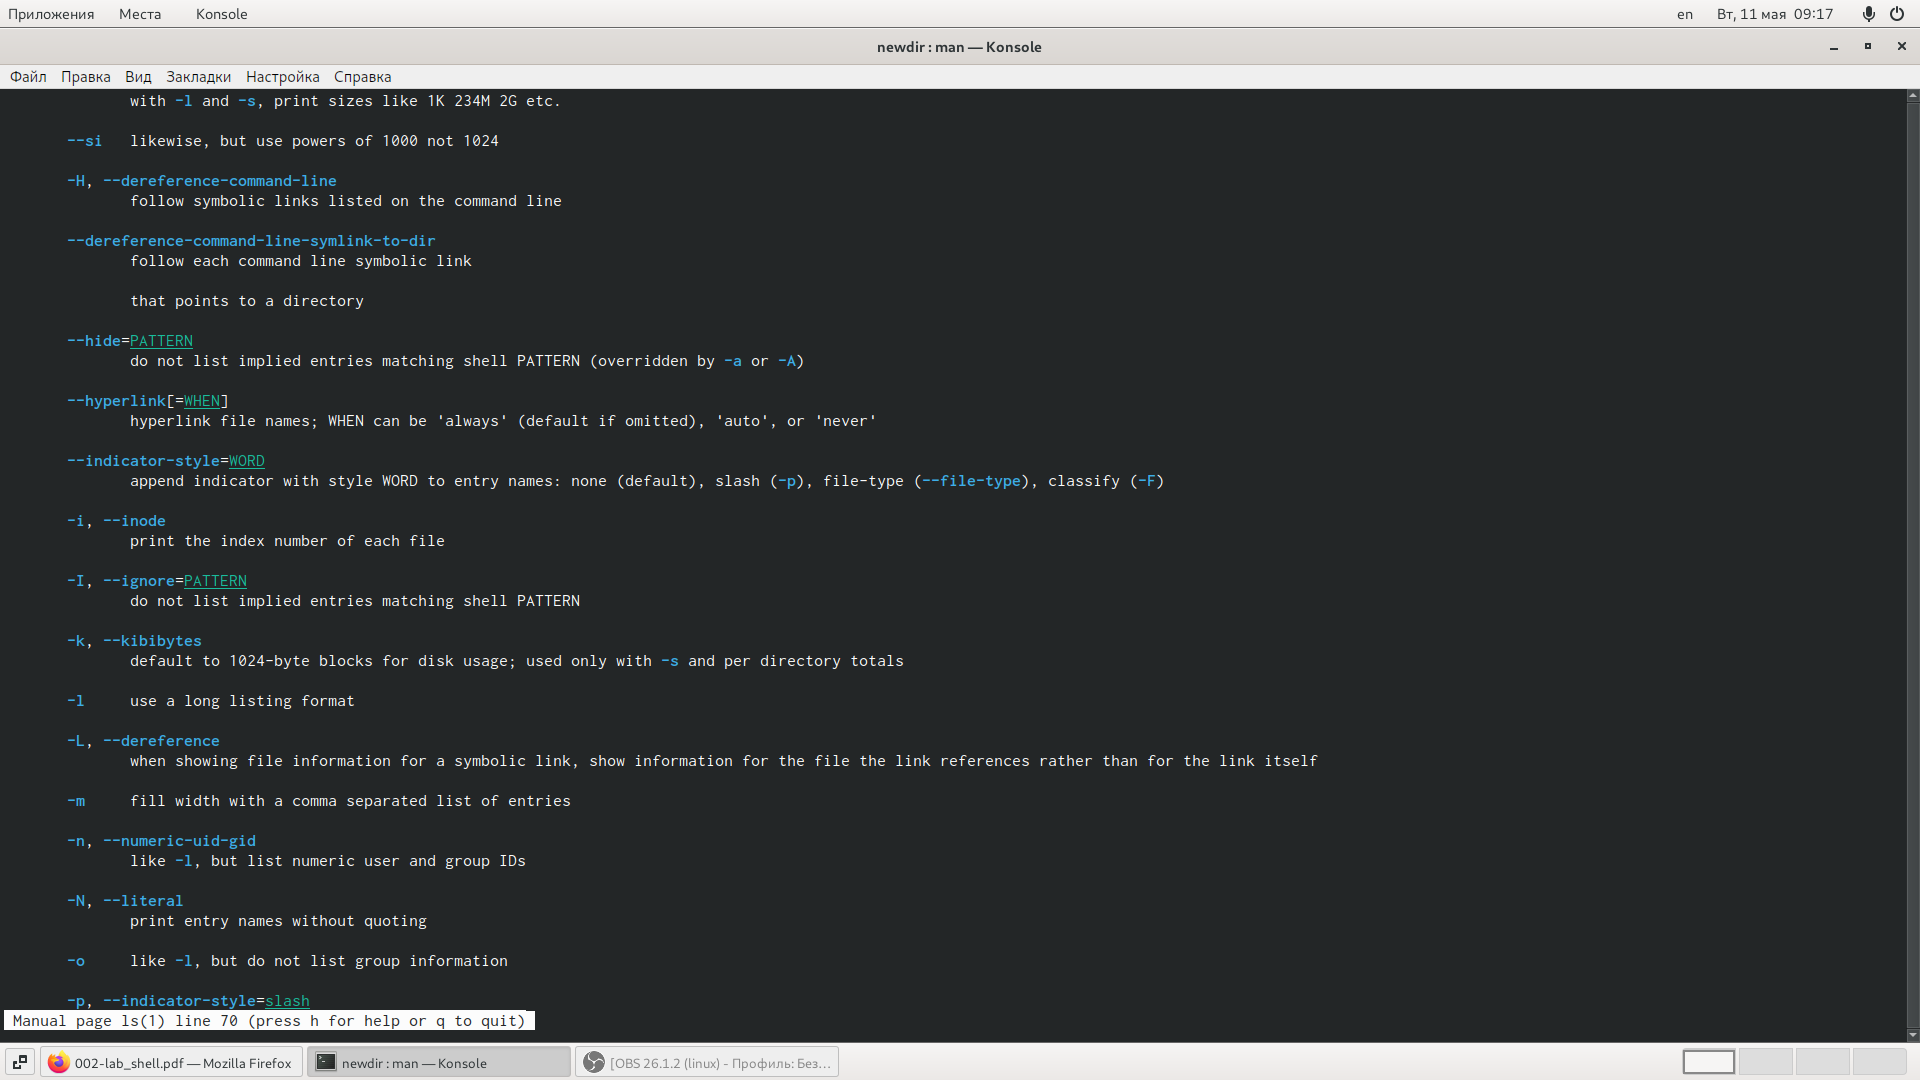 Приложения Места Konsole en Вт, 11 мая 09:17
newdir : man — Konsole
Файл Правка Вид Закладки Настройка Справка
with -l and -s, print sizes like 1K 234M 2G etc.
--si likewise, but use powers of 1000 not 1024
-H, --dereference-command-line
follow symbolic links listed on the command line
--dereference-command-line-symlink-to-dir
follow each command line symbolic link
that points to a directory
--hide=PATTERN
do not list implied entries matching shell PATTERN (overridden by -a or -A)
--hyperlink[=WHEN]
hyperlink file names; WHEN can be 'always' (default if omitted), 'auto', or 'never'
--indicator-style=WORD
append indicator with style WORD to entry names: none (default), slash (-p), file-type (--file-type), classify (-F)
-i, --inode
print the index number of each file
-I, --ignore=PATTERN
do not list implied entries matching shell PATTERN
-k, --kibibytes
default to 1024-byte blocks for disk usage; used only with -s and per directory totals
-l use a long listing format
-L, --dereference
when showing file information for a symbolic link, show information for the file the link references rather than for the link itself
-m fill width with a comma separated list of entries
-n, --numeric-uid-gid
like -l, but list numeric user and group IDs
-N, --literal
print entry names without quoting
-o like -l, but do not list group information
-p, --indicator-style=slash
Manual page ls(1) line 70 (press h for help or q to quit)
002-lab_shell.pdf — Mozilla Firefox newdir : man — Konsole [OBS 26.1.2 (linux) - Профиль: Без...